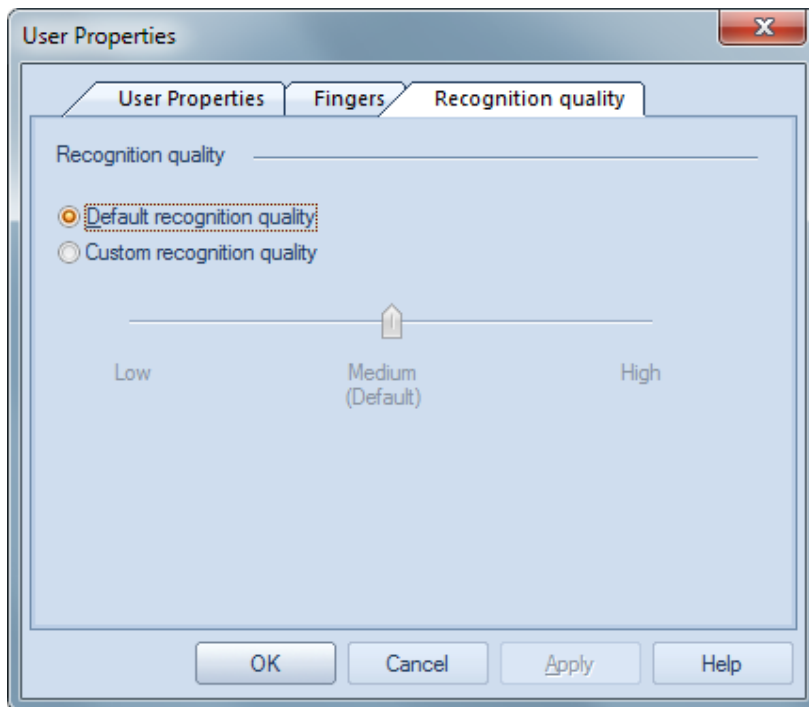 User Properties
User Properties Fingers Recognition quality
Recognition quality
Default recognition quality
Custom recognition quality
Low Medium High
(Default)
OK Cancel Apply Help